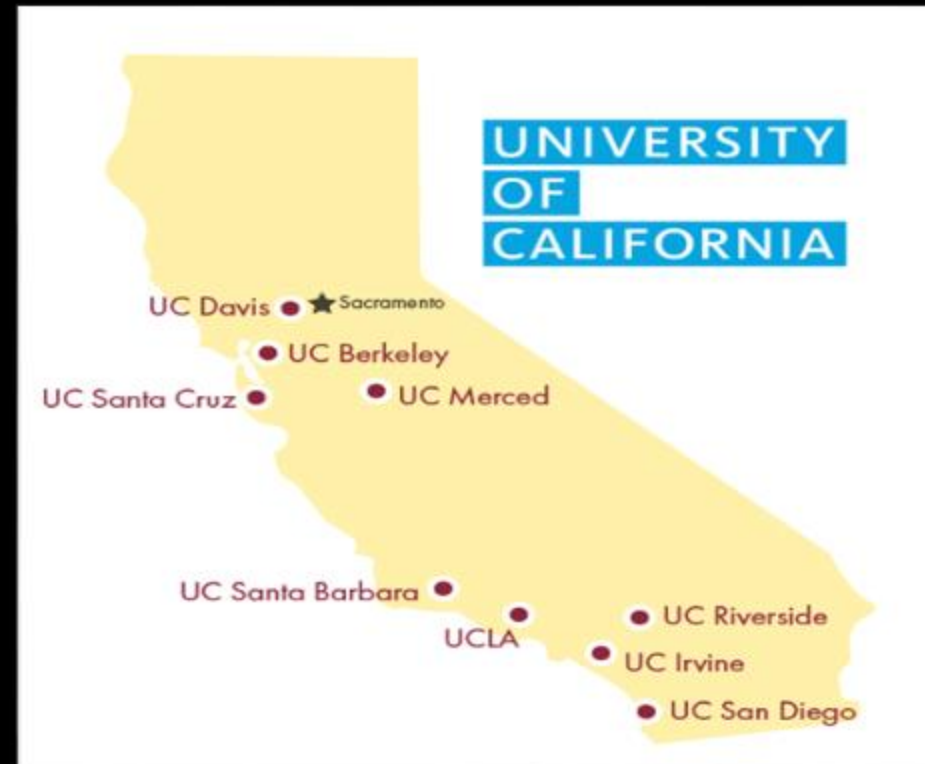 UNIVERSITY
OF
CALIFORNIA
UC Davis
Sacramento
UC Berkeley
UC Santa Cruz
UC Merced
UC Santa Barbara
UCLA
UC Riverside
UC Irvine
UC San Diego